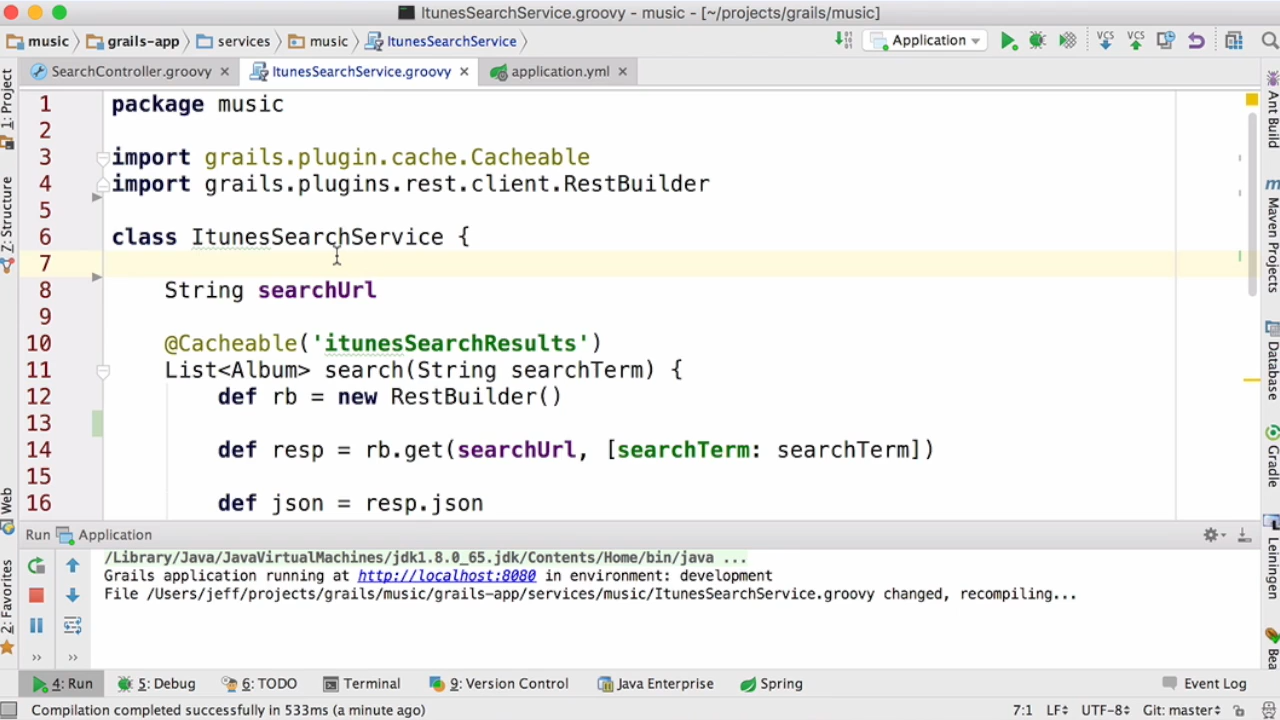 ItunesSearchService.groovy - music - [~/projects/grails/music]
music grails-app services music ItunesSearchService Application
SearchController.groovy ItunesSearchService.groovy application.yml
1 package music
2
3 import grails.plugin.cache.Cacheable
4 import grails.plugins.rest.client.RestBuilder
5
6 class ItunesSearchService {
7
8 String searchUrl
9
10 @Cacheable('itunesSearchResults')
11 List<Album> search(String searchTerm) {
12 def rb = new RestBuilder()
13
14 def resp = rb.get(searchUrl, [searchTerm: searchTerm])
15
16 def json = resp.json
1: Project
7: Structure
Web
2: Favorites
Ant Build
Maven Projects
Database
Gradle
Leiningen
Bea
VCS
VCS
Run Application
/Library/Java/JavaVirtualMachines/jdk1.8.0_65.jdk/Contents/Home/bin/java ...
Grails application running at http://localhost:8080 in environment: development
File /Users/jeff/projects/grails/music/grails-app/services/music/ItunesSearchService.groovy changed, recompiling...
4: Run 5: Debug 6: TODO Terminal 9: Version Control Java Enterprise Spring Event Log
Compilation completed successfully in 533ms (a minute ago) 7:1 LF UTF-8 Git: master